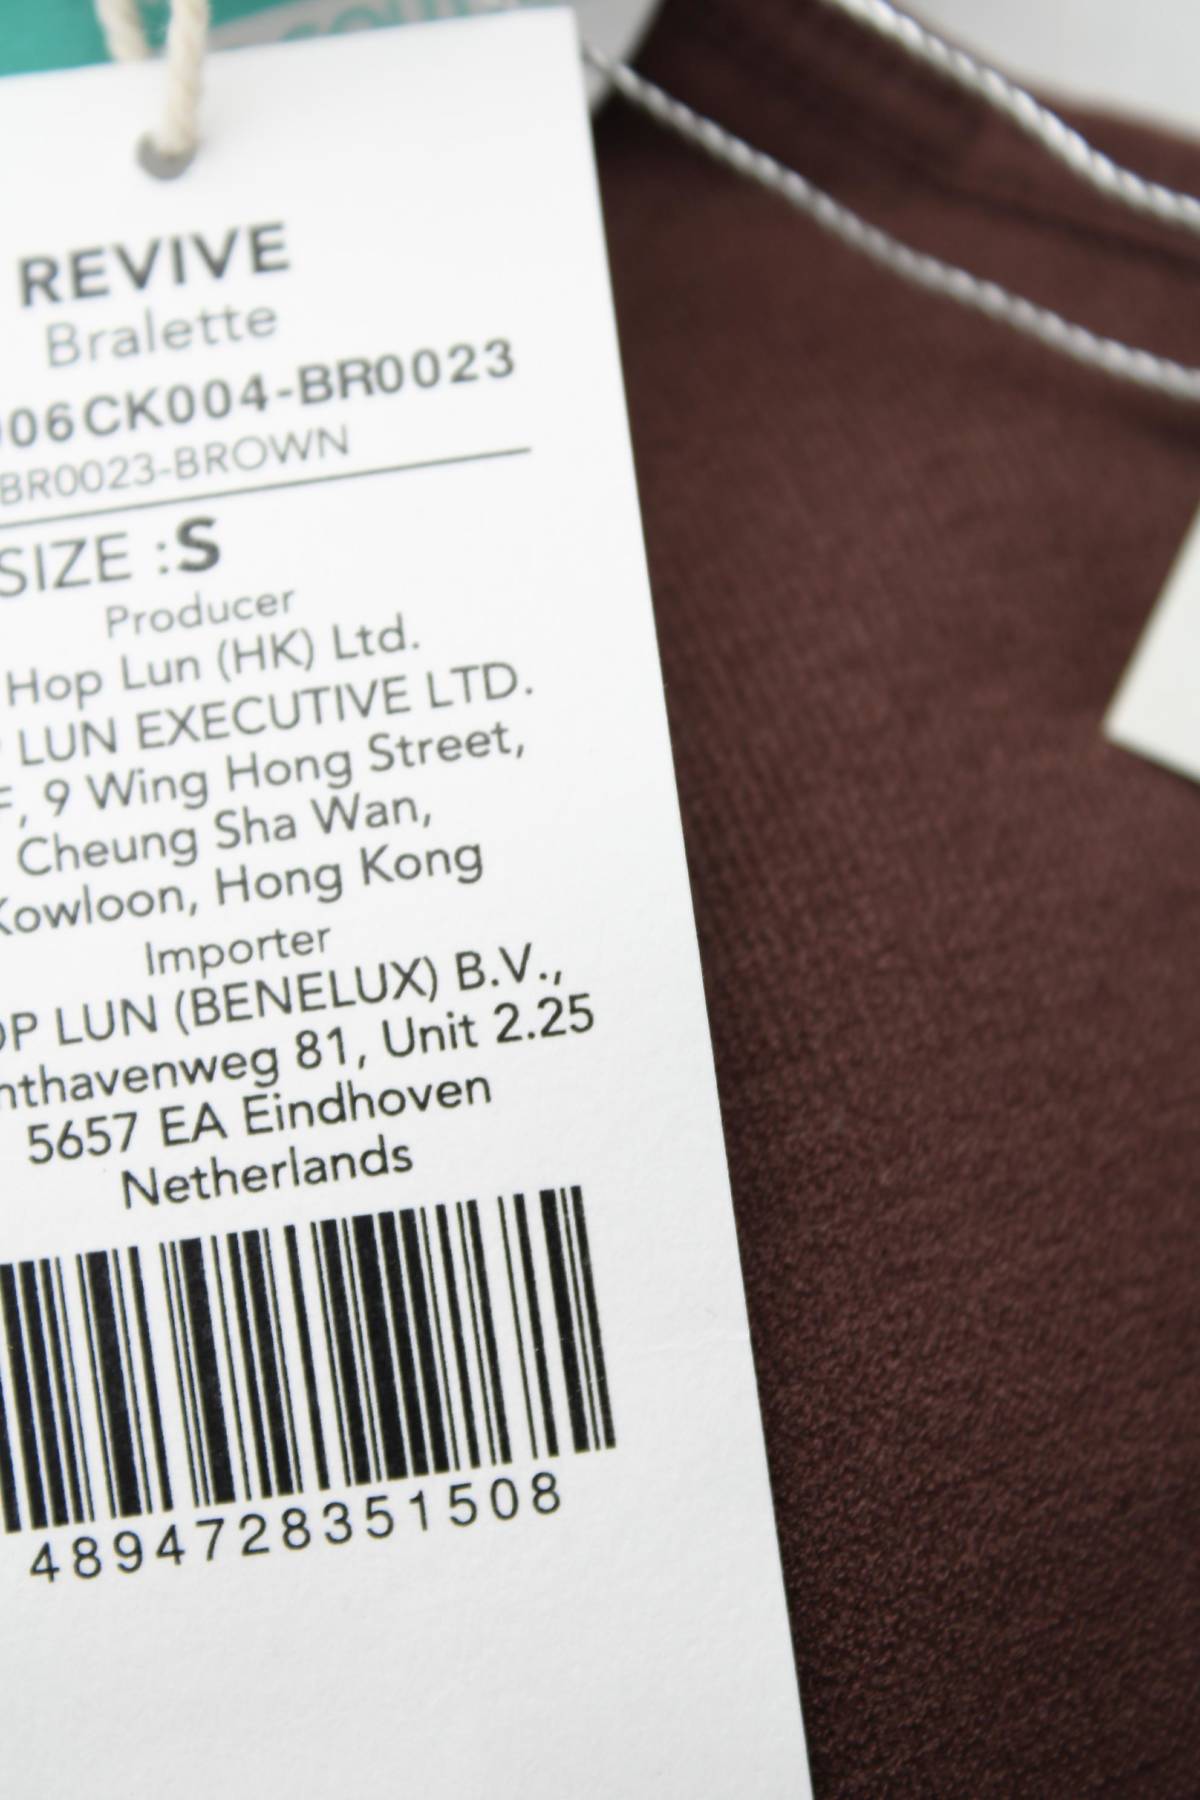 REVIVE
Bralette
006CK004-BR0023
BR0023-BROWN
SIZE :S
Producer
Hop Lun (HK) Ltd.
LUN EXECUTIVE LTD.
F, 9 Wing Hong Street,
Cheung Sha Wan,
Kowloon, Hong Kong
Importer
OP LUN (BENELUX) B.V.,
nthavenweg 81, Unit 2.25
5657 EA Eindhoven
Netherlands
4894728351508